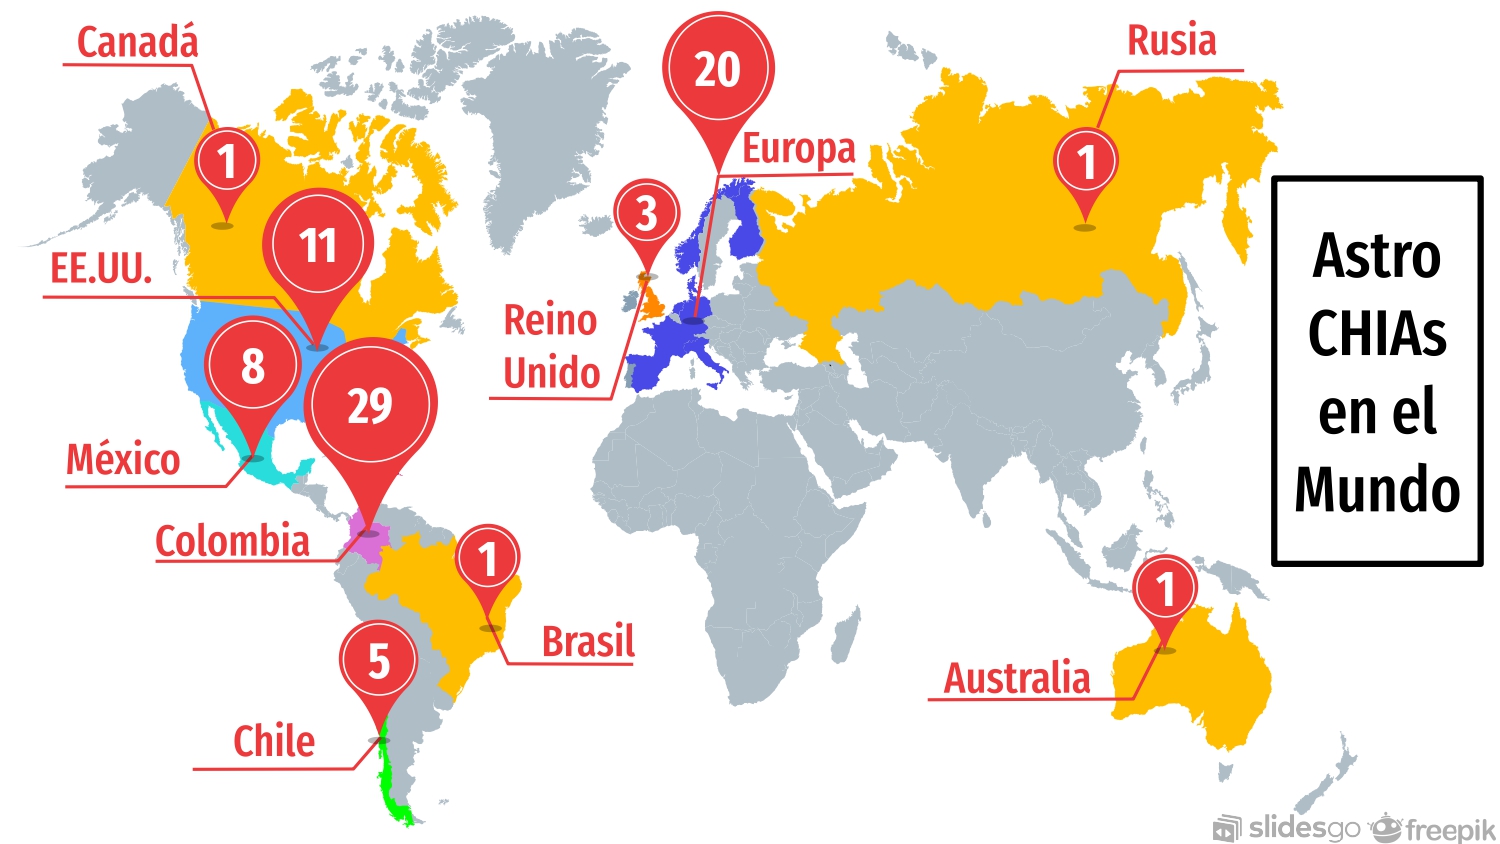 Canadá
1
EE.UU.
11
8
México
29
Colombia
1
Brasil
5
Chile
20
Europa
3
Reino
Unido
Rusia
1
1
Australia
Astro
CHIAs
en el
Mundo
slidesgo
freepik